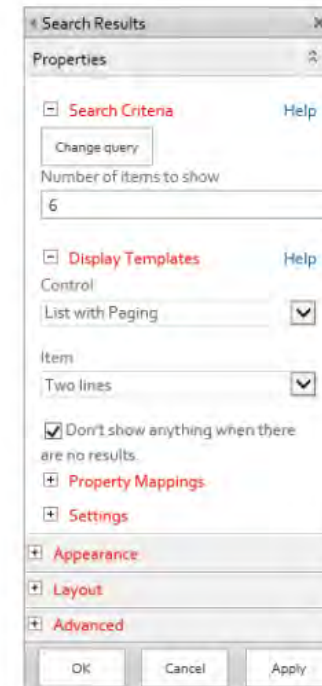 Search Results
Properties
Search Criteria Help
Change query
Number of items to show
6
Display Templates Help
Control
List with Paging
Item
Two lines
Don't show anything when there
are no results.
Property Mappings
Settings
Appearance
Layout
Advanced
OK Cancel Apply